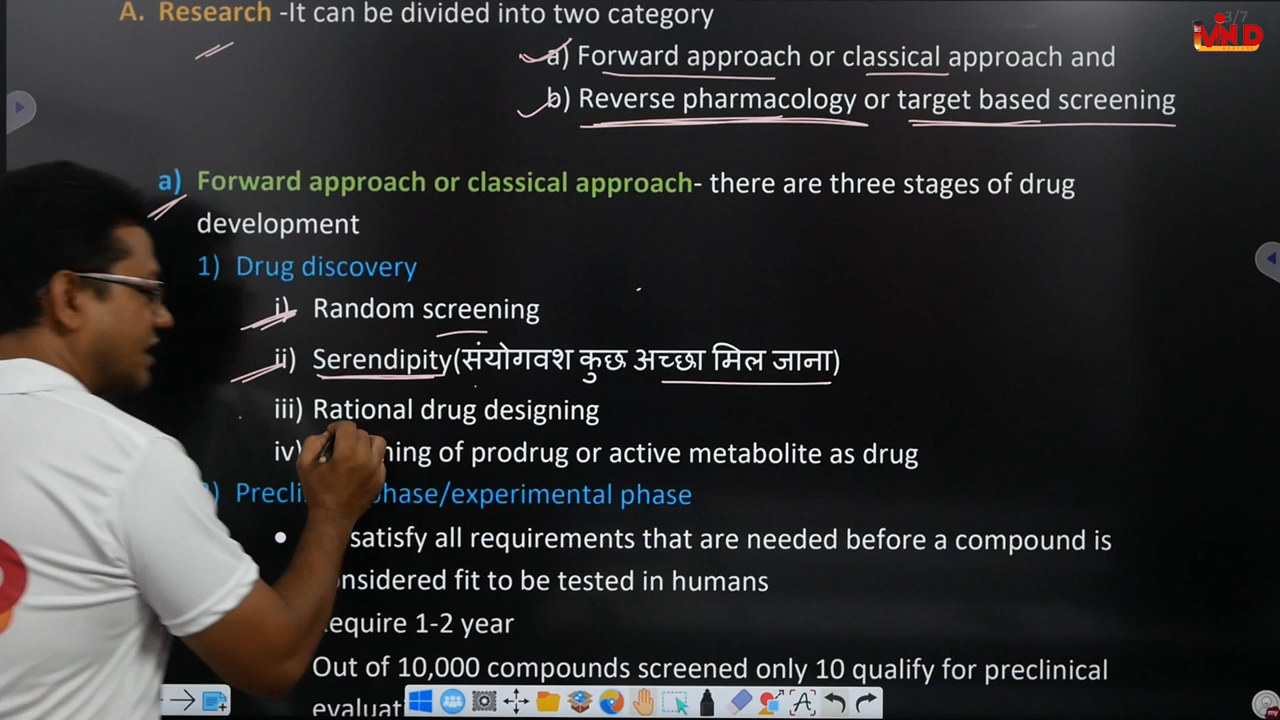 A. Research -It can be divided into two category
3/7
a) Forward approach or classical approach and
b) Reverse pharmacology or target based screening
a) Forward approach or classical approach- there are three stages of drug
development
1) Drug discovery
i) Random screening
ii) Serendipity(संयोगवश कुछ अच्छा मिल जाना)
iii) Rational drug designing
iv) of prodrug or active metabolite as drug
phase/experimental phase
• satisfy all requirements that are needed before a compound is
fit to be tested in humans
1-2 year
Out of 10,000 compounds screened only 10 qualify for preclinical